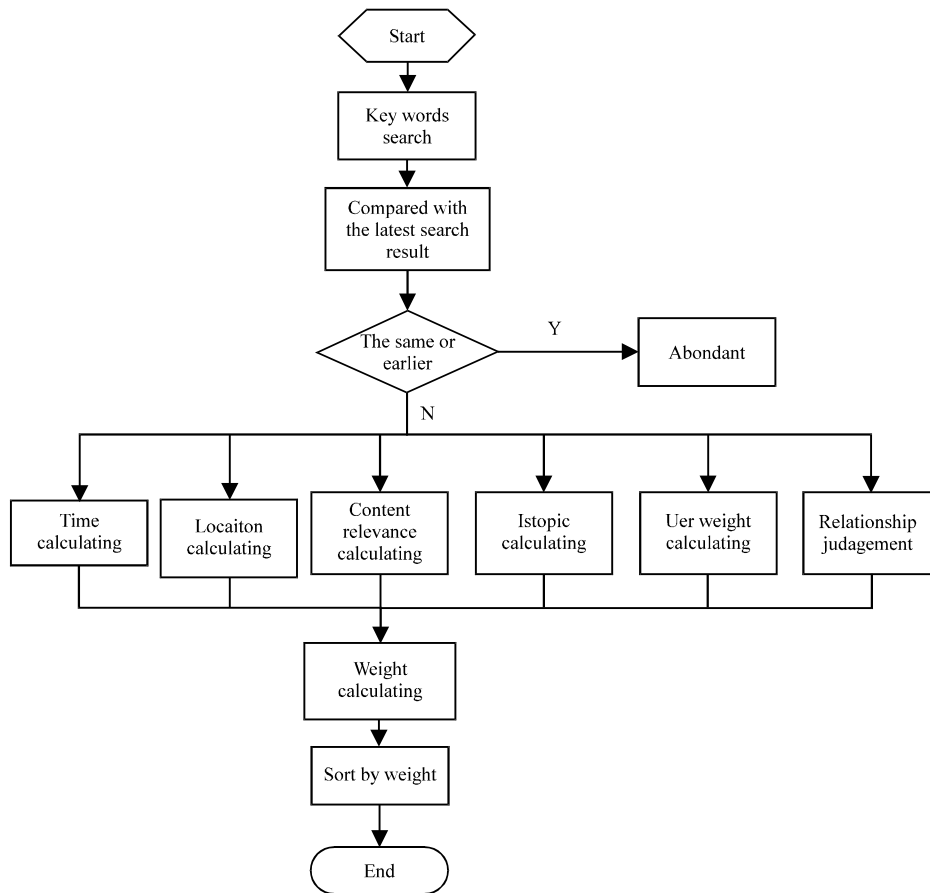 Start
Key words
search
Compared with
the latest search
result
The same or
earlier
Y
Abondant
N
Time
calculating
Locaiton
calculating
Content
relevance
calculating
Istopic
calculating
Uer weight
calculating
Relationship
judagement
Weight
calculating
Sort by weight
End